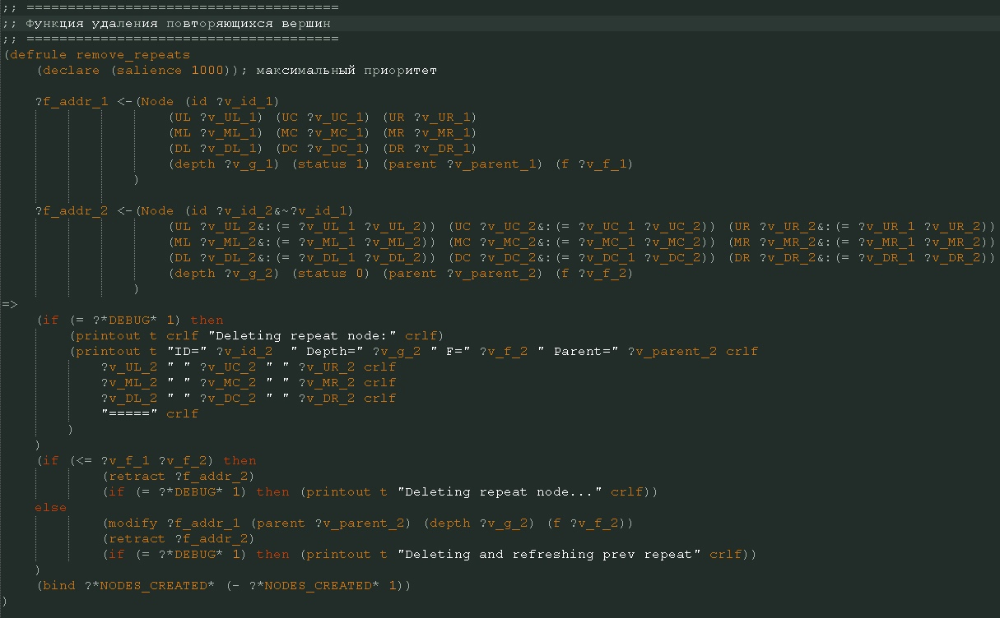 ;; ======================================
;; Функция удаления повторяющихся вершин
;; ======================================
(defrule remove_repeats
    (declare (salience 1000)); максимальный приоритет
    ?f_addr_1 <-(Node (id ?v_id_1)
                    (UL ?v_UL_1) (UC ?v_UC_1) (UR ?v_UR_1)
                    (ML ?v_ML_1) (MC ?v_MC_1) (MR ?v_MR_1)
                    (DL ?v_DL_1) (DC ?v_DC_1) (DR ?v_DR_1)
                    (depth ?v_g_1) (status 1) (parent ?v_parent_1) (f ?v_f_1)
                )
    ?f_addr_2 <-(Node (id ?v_id_2&~?v_id_1)
                    (UL ?v_UL_2&:(= ?v_UL_1 ?v_UL_2)) (UC ?v_UC_2&:(= ?v_UC_1 ?v_UC_2)) (UR ?v_UR_2&:(= ?v_UR_1 ?v_UR_2))
                    (ML ?v_ML_2&:(= ?v_ML_1 ?v_ML_2)) (MC ?v_MC_2&:(= ?v_MC_1 ?v_MC_2)) (MR ?v_MR_2&:(= ?v_MR_1 ?v_MR_2))
                    (DL ?v_DL_2&:(= ?v_DL_1 ?v_DL_2)) (DC ?v_DC_2&:(= ?v_DC_1 ?v_DC_2)) (DR ?v_DR_2&:(= ?v_DR_1 ?v_DR_2))
                    (depth ?v_g_2) (status 0) (parent ?v_parent_2) (f ?v_f_2)
                )
=>
    (if (= ?*DEBUG* 1) then
        (printout t crlf "Deleting repeat node:" crlf)
        (printout t "ID=" ?v_id_2  " Depth=" ?v_g_2 " F=" ?v_f_2 " Parent=" ?v_parent_2 crlf
            ?v_UL_2 " " ?v_UC_2 " " ?v_UR_2 crlf
            ?v_ML_2 " " ?v_MC_2 " " ?v_MR_2 crlf
            ?v_DL_2 " " ?v_DC_2 " " ?v_DR_2 crlf
            "=====" crlf
        )
    )
    (if (<= ?v_f_1 ?v_f_2) then
            (retract ?f_addr_2)
            (if (= ?*DEBUG* 1) then (printout t "Deleting repeat node..." crlf))
    else
            (modify ?f_addr_1 (parent ?v_parent_2) (depth ?v_g_2) (f ?v_f_2))
            (retract ?f_addr_2)
            (if (= ?*DEBUG* 1) then (printout t "Deleting and refreshing prev repeat" crlf))
    )
    (bind ?*NODES_CREATED* (- ?*NODES_CREATED* 1))
)